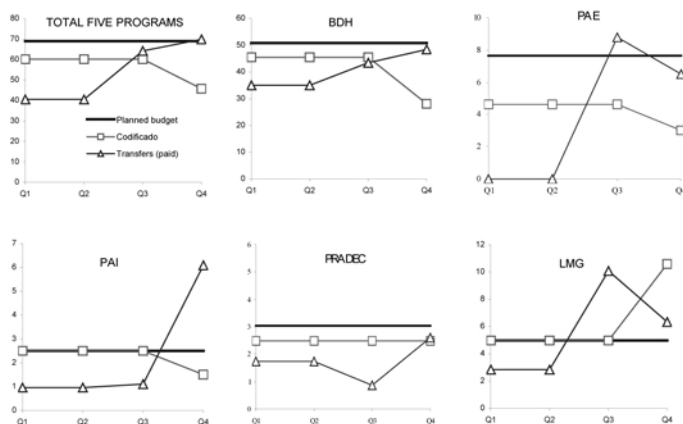 TOTAL FIVE PROGRAMS
80
70
60
50
40
30
20
10
0
Planned budget
Codificado
Transfers (paid)
Q1 Q2 Q3 Q4
BDH
60
50
40
30
20
10
0
Q1 Q2 Q3 Q4
PAE
10
8
6
4
2
0
Q1 Q2 Q3 Q4
PAI
7
6
5
4
3
2
1
0
Q1 Q2 Q3 Q4
PRADEC
6
5
4
3
2
1
0
Q1 Q2 Q3 Q4
LMG
12
10
8
6
4
2
0
Q1 Q2 Q3 Q4